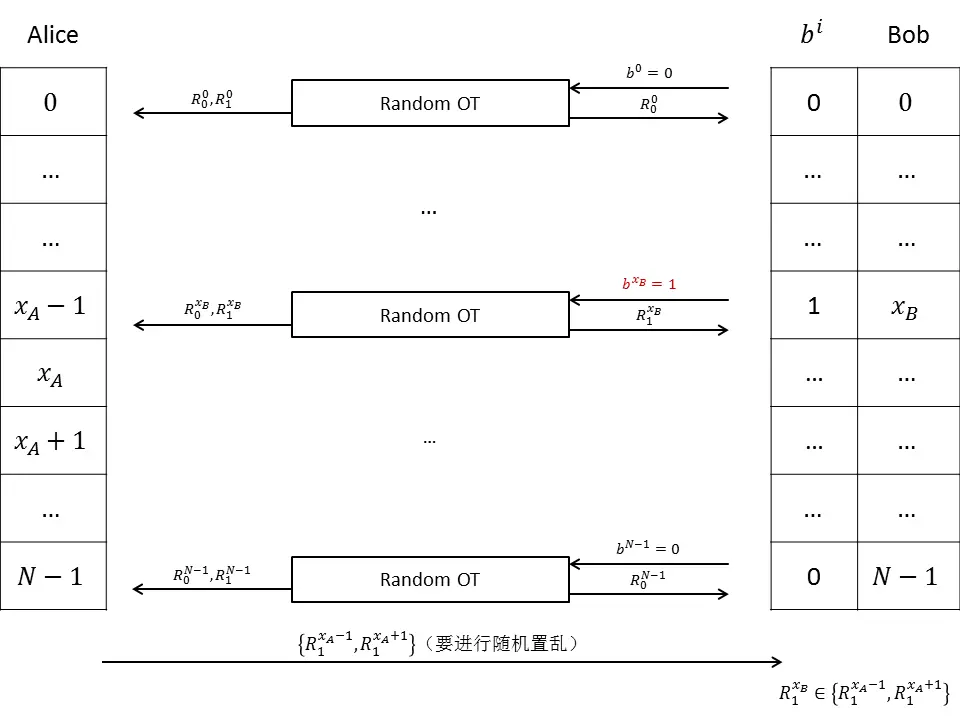 Alice b^i Bob
0 R_0^0,R_1^0 Random OT b^0 = 0 R_0^0 0 0
... ... ...
... ... ... ...
x_A − 1 R_0^{x_B},R_1^{x_B} Random OT b^{x_B} = 1 R_1^{x_B} 1 x_B
x_A ... ...
x_A + 1 ... ... ...
... ... ...
N − 1 R_0^{N−1},R_1^{N−1} Random OT b^{N−1} = 0 R_0^{N−1} 0 N − 1
{R_1^{x_A−1},R_1^{x_A+1}}（要进行随机置乱）
R_1^{x_B} ∈ {R_1^{x_A−1},R_1^{x_A+1}}